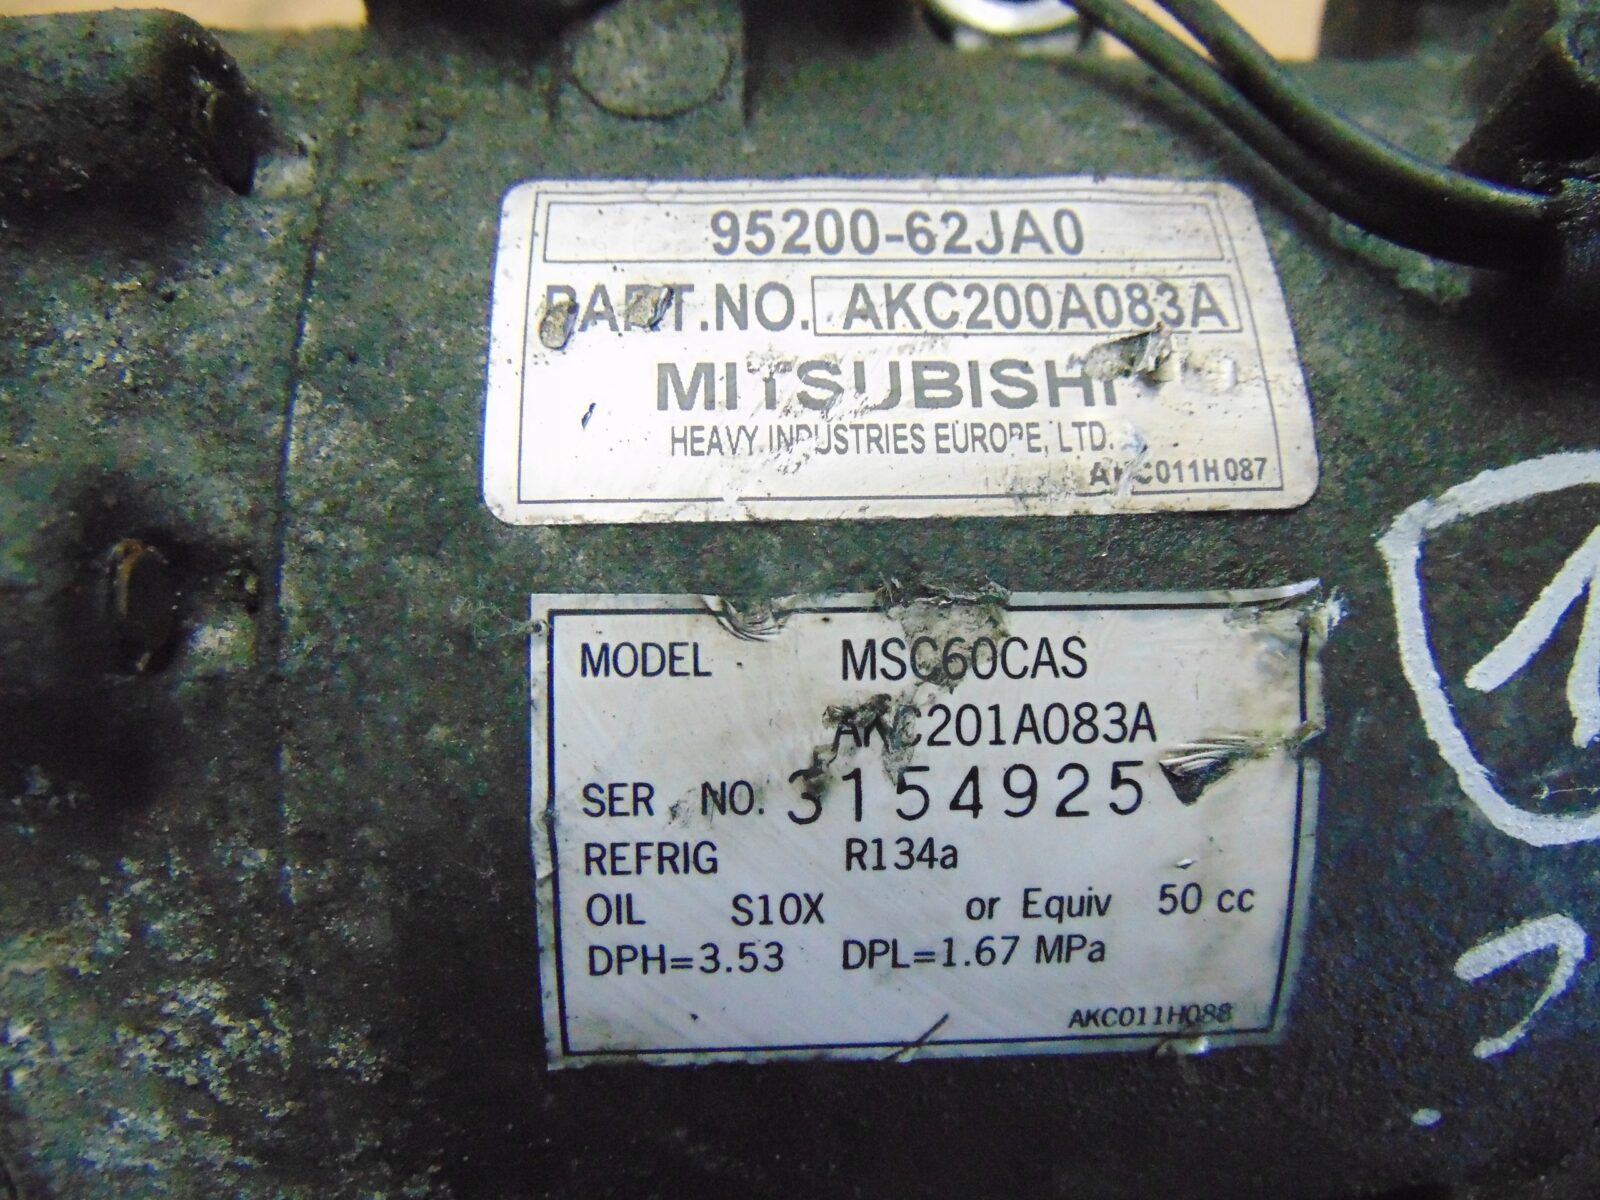 95200-62JA0
PART.NO. AKC200A083A
MITSUBISHI
HEAVY INDUSTRIES EUROPE, LTD.
AKC011H087
MODEL MSC60CAS
AKC201A083A
SER NO. 3154925
REFRIG R134a
OIL S10X or Equiv 50 cc
DPH=3.53 DPL=1.67 MPa
AKC011H088
1